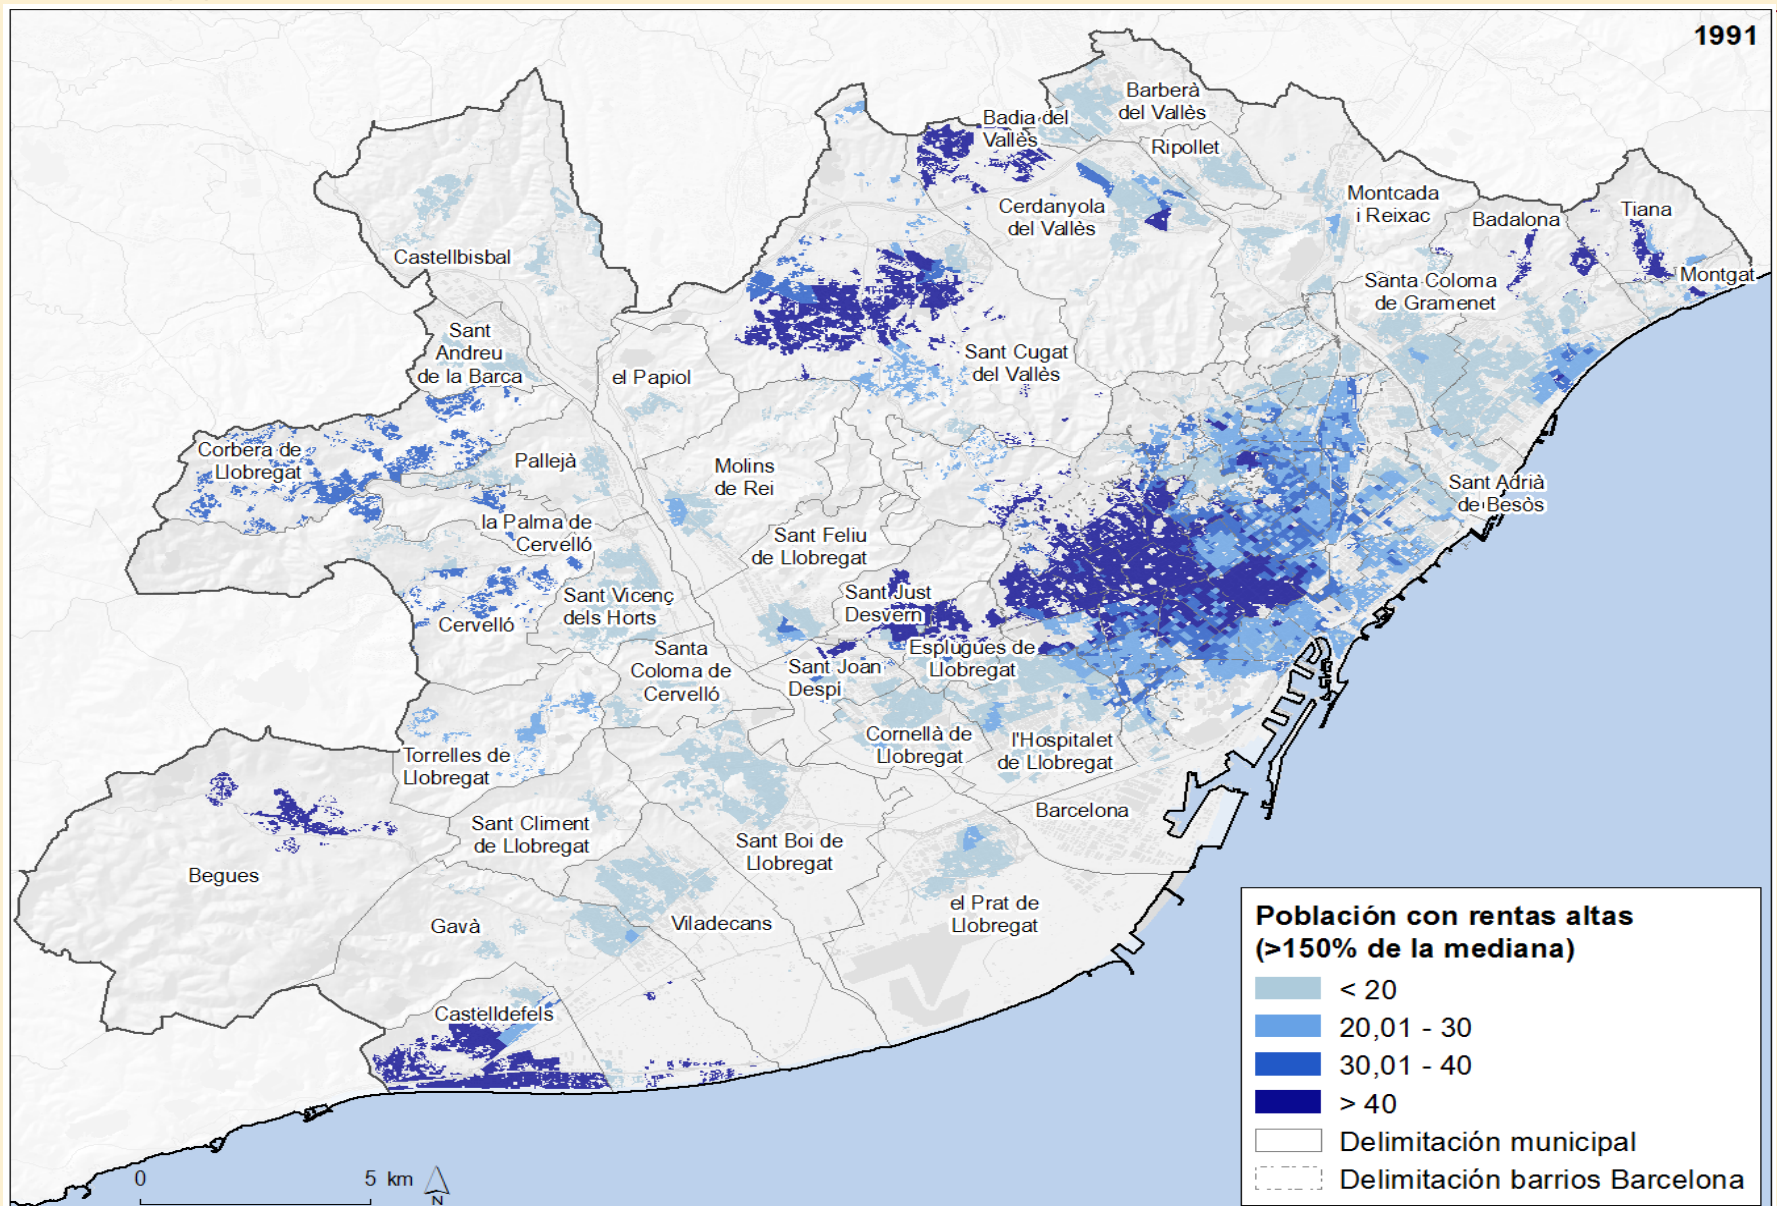 1991
Barberà
del Vallès
Badia del
Vallès
Ripollet
Montcada
i Reixac
Cerdanyola
del Vallès
Badalona
Tiana
Castellbisbal
Santa Coloma
de Gramenet
Montgat
Sant
Andreu
de la Barca
el Papiol
Sant Cugat
del Vallès
Corbera de
Llobregat
Pallejà
Molins
de Rei
Sant Adrià
de Besòs
la Palma de
Cervelló
Sant Feliu
de Llobregat
Sant Vicenç
dels Horts
Sant Just
Desvern
Cervelló
Santa
Coloma de
Cervelló
Esplugues de
Llobregat
Sant Joan
Despí
Torrelles de
Llobregat
Cornellà de
Llobregat
l'Hospitalet
de Llobregat
Barcelona
Sant Climent
de Llobregat
Sant Boi de
Llobregat
Begues
el Prat de
Llobregat
Gavà
Viladecans
Castelldefels
Población con rentas altas
(>150% de la mediana)
< 20
20,01 - 30
30,01 - 40
> 40
Delimitación municipal
Delimitación barrios Barcelona
0 5 km
N